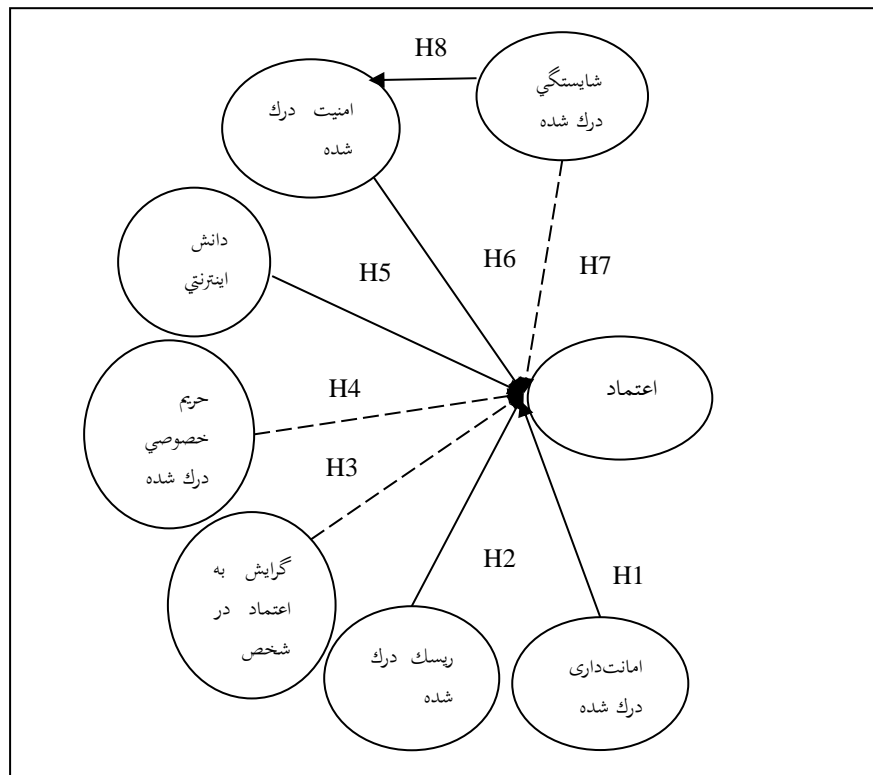 H8
شايستگي
درك شده
امنيت درك
شده
دانش
اينترنتي
H5
H6
H7
حريم
خصوصي
درك شده
H4
اعتماد
H3
گرايش به
اعتماد در
شخص
H2
H1
ريسك درك
شده
امانت‌داری
درك شده